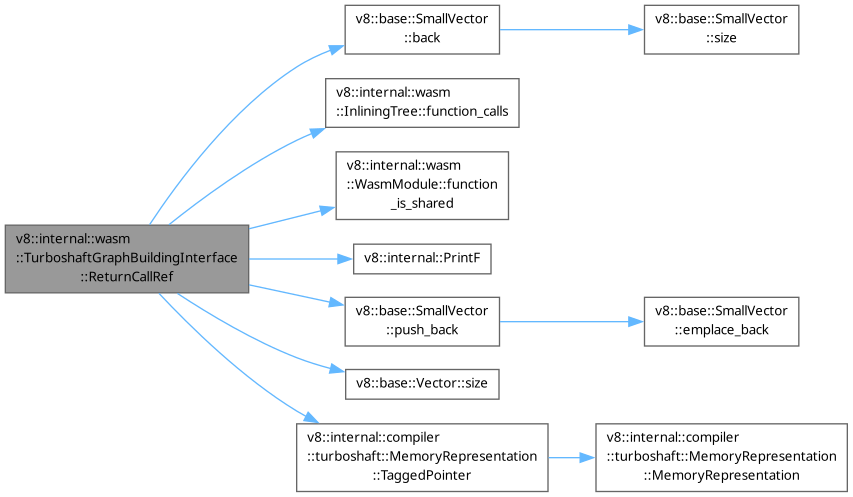 v8::base::SmallVector
::back
v8::base::SmallVector
::size
v8::internal::wasm
::InliningTree::function_calls
v8::internal::wasm
::WasmModule::function
_is_shared
v8::internal::wasm
::TurboshaftGraphBuildingInterface
::ReturnCallRef
v8::internal::PrintF
v8::base::SmallVector
::push_back
v8::base::SmallVector
::emplace_back
v8::base::Vector::size
v8::internal::compiler
::turboshaft::MemoryRepresentation
::TaggedPointer
v8::internal::compiler
::turboshaft::MemoryRepresentation
::MemoryRepresentation